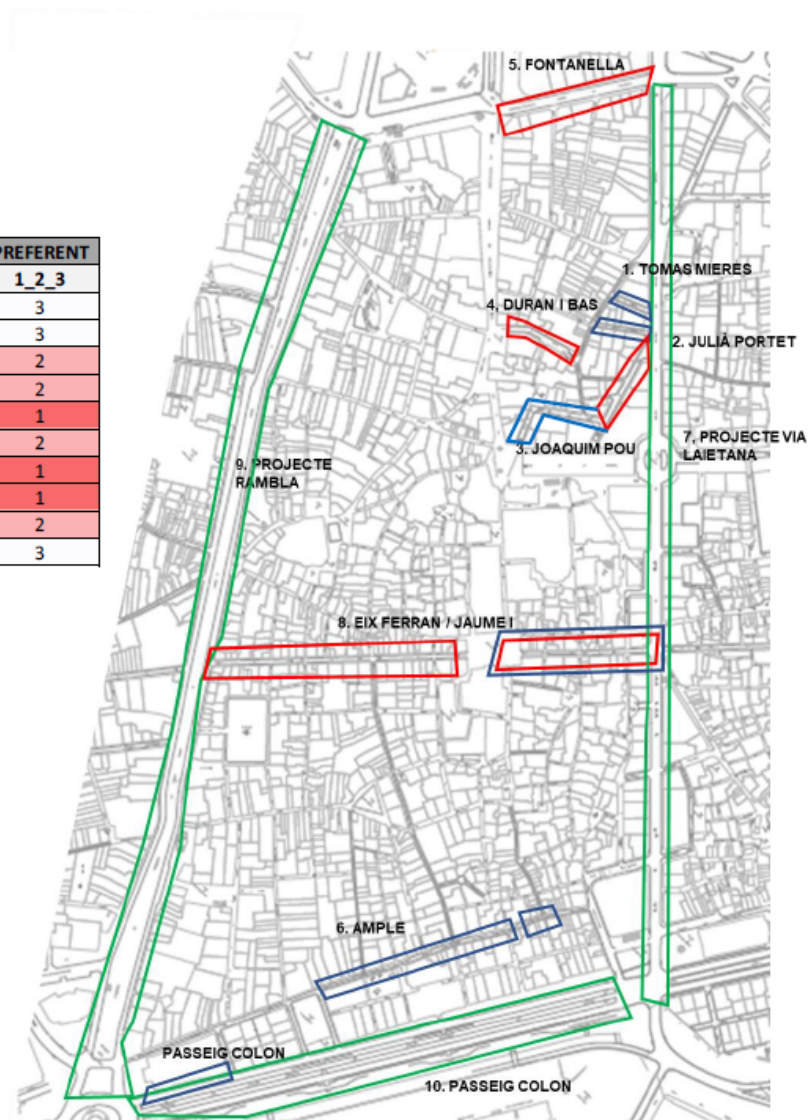 PREFERENT
1_2_3
3
3
2
2
1
2
1
1
2
3
5. FONTANELLA
1. TOMAS MIERES
4, DURAN I BAS
2. JULIÀ PORTET
3. JOAQUIM POU
7, PROJECTE VIA
LAIETANA
9. PROJECTE
RAMBLA
8. EIX FERRAN / JAUME I
6. AMPLE
PASSEIG COLON
10. PASSEIG COLON